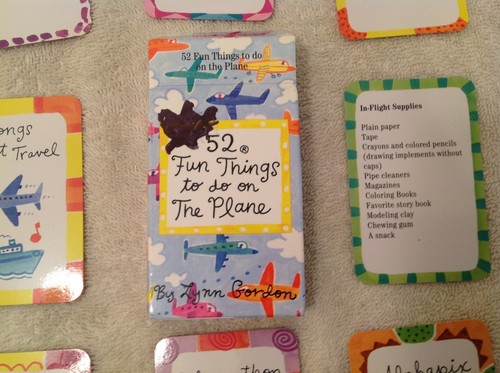 52 Fun Things to do
on the Plane
52®
Fun Things
to do on
The Plane
By Lynn Gordon
ongs
t Travel
In-Flight Supplies
Plain paper
Tape
Crayons and colored pencils
(drawing implements without
caps)
Pipe cleaners
Magazines
Coloring Books
Favorite story book
Modeling clay
Chewing gum
A snack